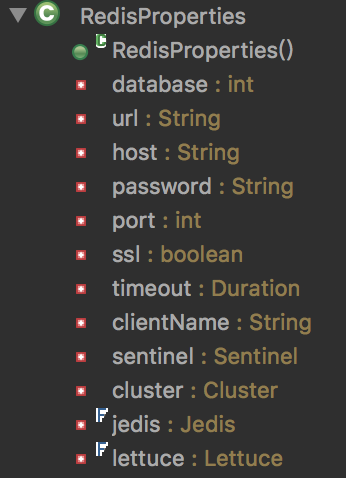 RedisProperties
RedisProperties()
database : int
url : String
host : String
password : String
port : int
ssl : boolean
timeout : Duration
clientName : String
sentinel : Sentinel
cluster : Cluster
jedis : Jedis
lettuce : Lettuce